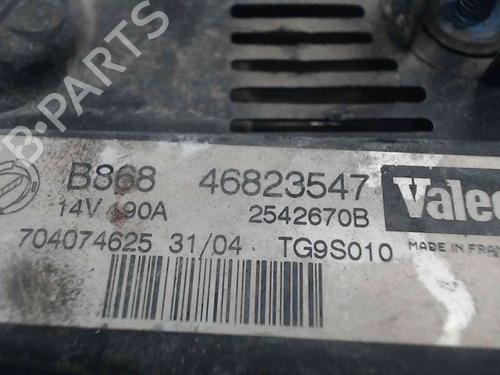 B868 46823547 Valeo
14V 90A 2542670B
704074625 31/04 TG9S010 MADE IN FRAN
B-PARTS